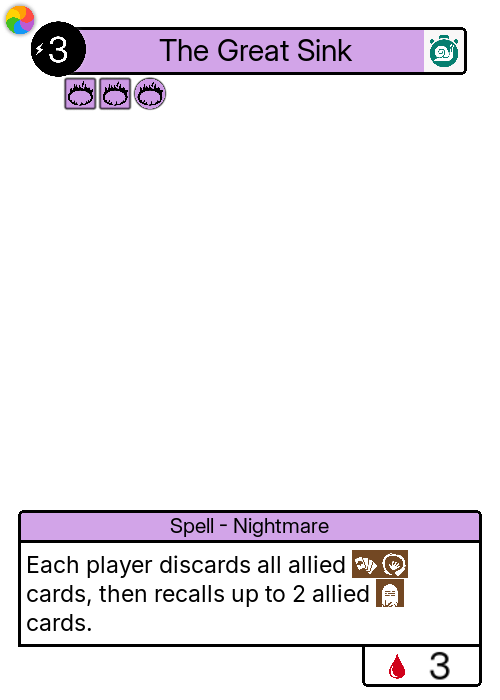 3
The Great Sink
Spell - Nightmare
Each player discards all allied
cards, then recalls up to 2 allied
cards.
3